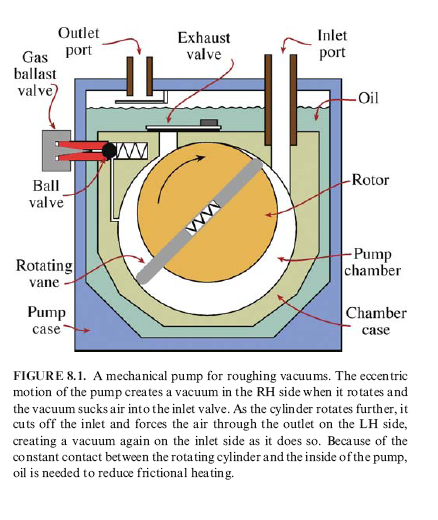 Outlet
port
Exhaust
valve
Inlet
port
Gas
ballast
valve
Oil
Ball
valve
Rotor
Rotating
vane
Pump
chamber
Pump
case
Chamber
case
FIGURE 8.1. A mechanical pump for roughing vacuums. The eccentric
motion of the pump creates a vacuum in the RH side when it rotates and
the vacuum sucks air into the inlet valve. As the cylinder rotates further, it
cuts off the inlet and forces the air through the outlet on the LH side,
creating a vacuum again on the inlet side as it does so. Because of the
constant contact between the rotating cylinder and the inside of the pump,
oil is needed to reduce frictional heating.